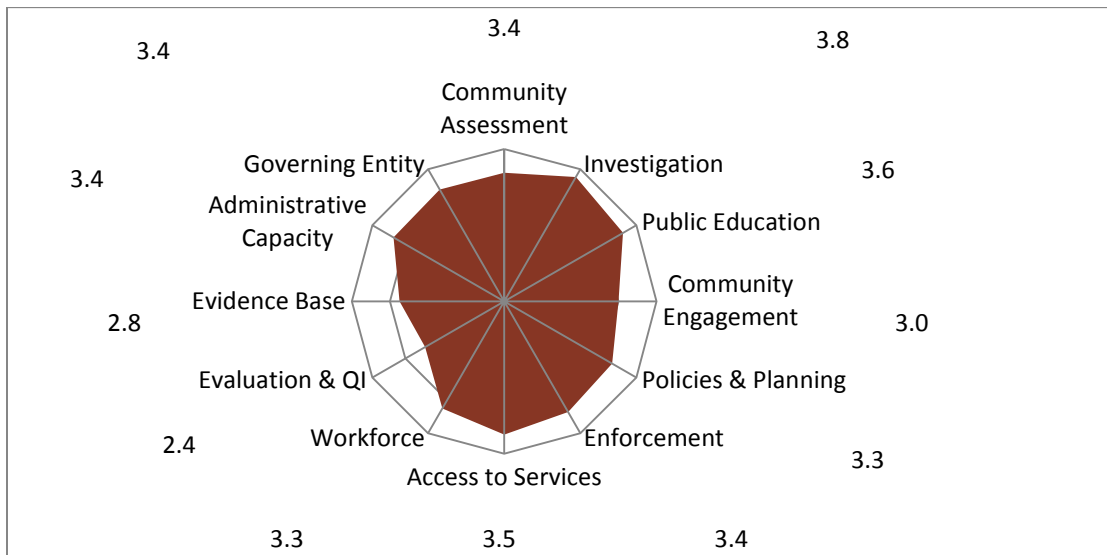 3.4
3.4
3.8
Community
Assessment
Governing Entity
Investigation
3.4
3.6
Administrative
Capacity
Public Education
Evidence Base
Community
Engagement
2.8
3.0
Evaluation & QI
Policies & Planning
Workforce
Enforcement
2.4
3.3
Access to Services
3.3
3.5
3.4